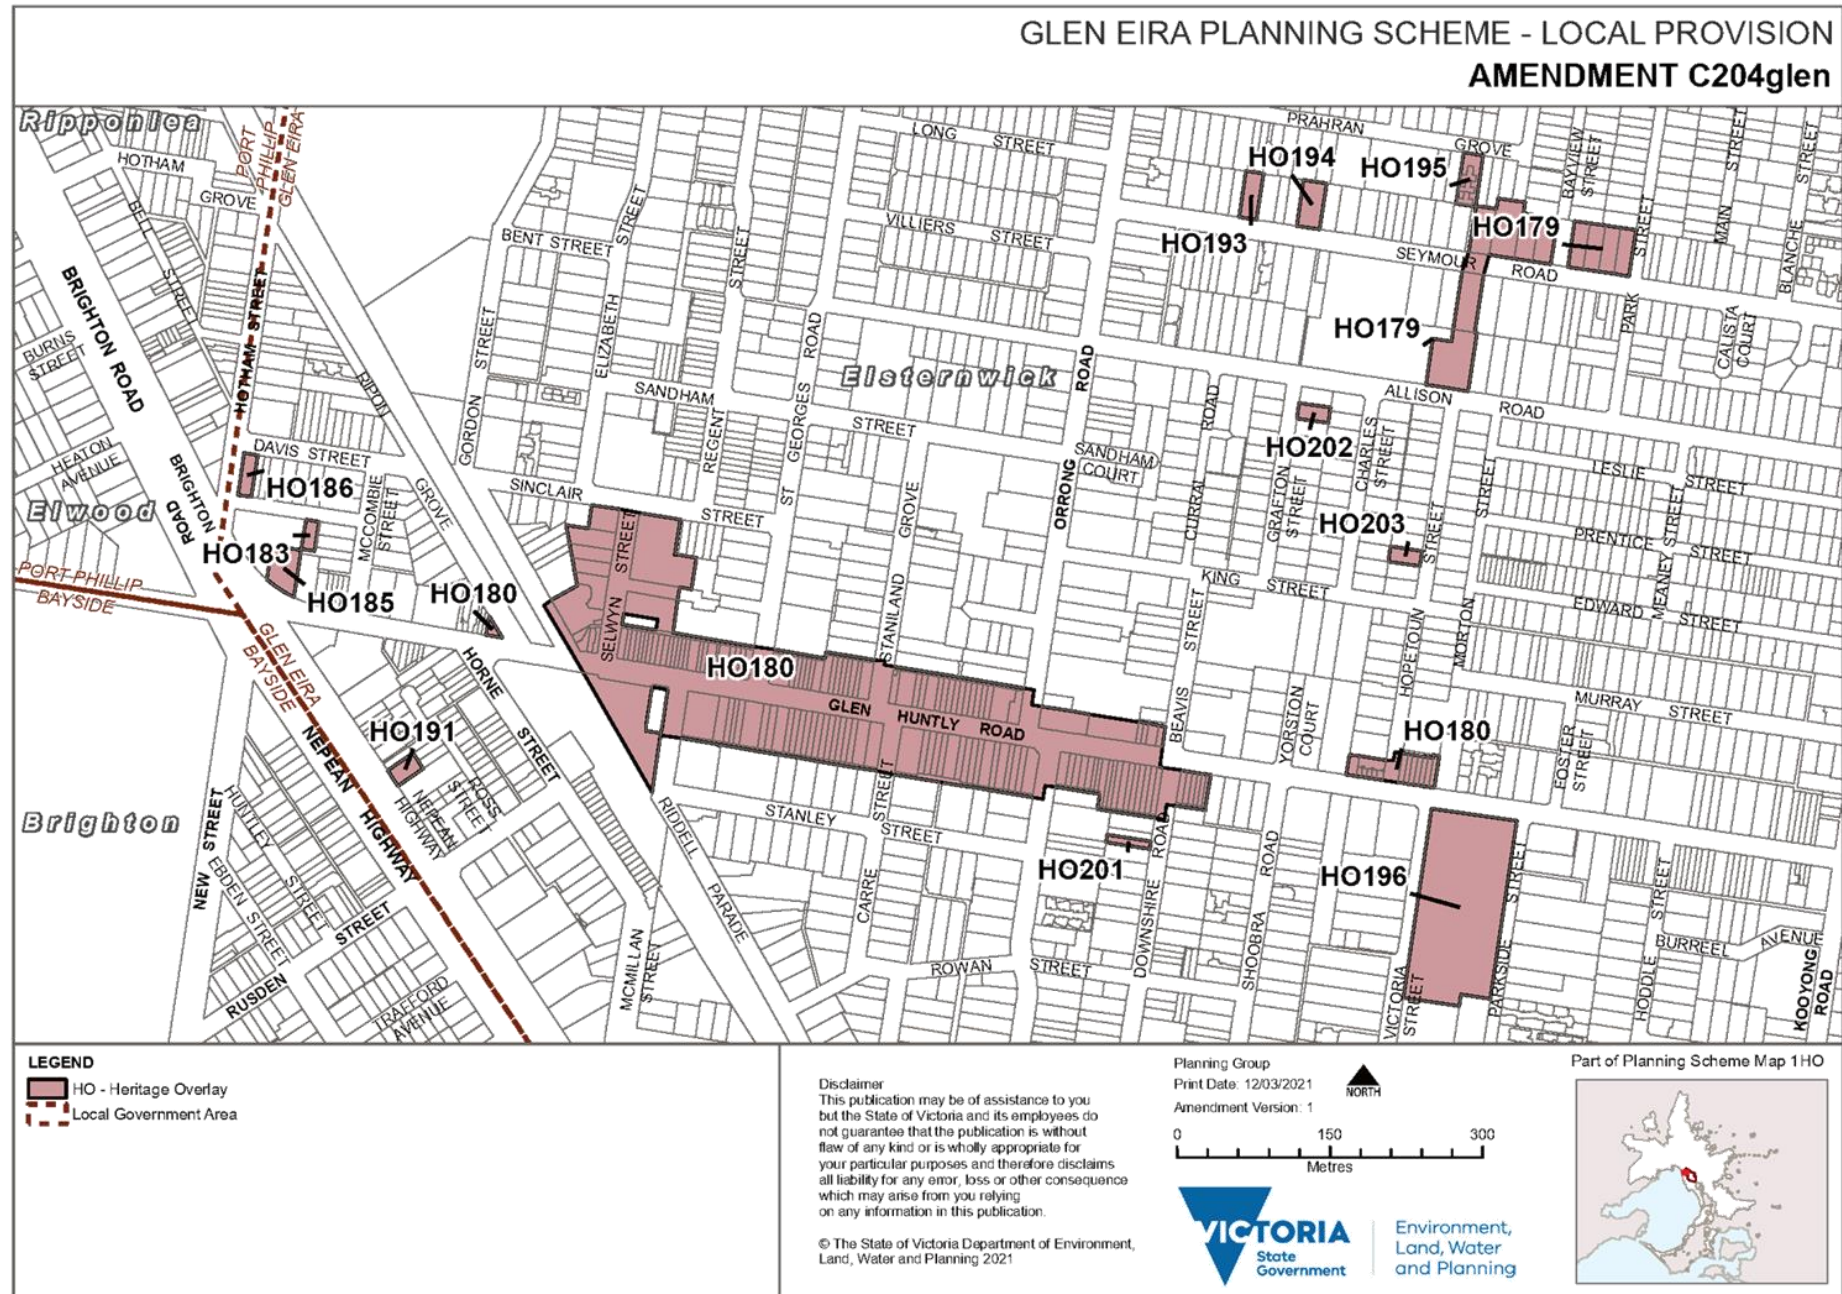 GLEN EIRA PLANNING SCHEME - LOCAL PROVISION
AMENDMENT C204glen
Ripponlea
HOTHAM
GROVE
PORT
PHILLIP
GLEN EIRA
BELL
STREET
BRIGHTON ROAD
BURNS
STREET
HOTHAM STREET
RIPON
GROVE
HEATON
AVENUE
BRIGHTON
ROAD
DAVIS STREET
HO186
Elwood
MCCOMBIE
STREET
HO183
HO185
HO180
PORT PHILLIP
BAYSIDE
GLEN EIRA
BAYSIDE
HORNE
STREET
HO191
NEPEAN
HIGHWAY
NEPEAN
HIGHWAY
ROSS
STREET
Brighton
NEW STREET
HUNTLEY
STREET
EBDEN STREET
RUSDEN
STREET
TRAFFORD
AVENUE
MCMILLAN
STREET
RIDDELL
PARADE
LONG STREET
VILLIERS STREET
BENT STREET
GORDON STREET
ELIZABETH
STREET
STREET
REGENT
SANDHAM
STREET
ST GEORGES ROAD
Elsternwick
ORRONG
ROAD
SINCLAIR
STREET
SELWYN
STREET
STANILAND
GROVE
HO180
GLEN HUNTLY ROAD
STANLEY
STREET
CARRE
STREET
ROWAN STREET
HO201
DOWNSHIRE
ROAD
SHOOBRA
ROAD
BEAVIS
STREET
YORSTON
COURT
KING STREET
SANDHAM
COURT
CURRAL
ROAD
GRAFTON
STREET
CHARLES
STREET
HO202
HO203
HOPETOUN
STREET
MORTON
STREET
PRAHRAN
GROVE
HO194
HO195
HO193
HO179
SEYMOUR
ROAD
HO179
ALLISON
ROAD
BAYVIEW
STREET
PARK
STREET
MAIN
STREET
BLANCHE
STREET
CALISTA
COURT
LESLIE STREET
PRENTICE STREET
MEANEY STREET
EDWARD STREET
MURRAY STREET
FOSTER
STREET
HO180
HO196
VICTORIA
STREET
PARKSIDE
STREET
HODDLE
STREET
BURREEL AVENUE
KOOYONG
ROAD
LEGEND
HO - Heritage Overlay
Local Government Area
Disclaimer
This publication may be of assistance to you
but the State of Victoria and its employees do
not guarantee that the publication is without
flaw of any kind or is wholly appropriate for
your particular purposes and therefore disclaims
all liability for any error, loss or other consequence
which may arise from you relying
on any information in this publication.
© The State of Victoria Department of Environment,
Land, Water and Planning 2021
Planning Group
Print Date: 12/03/2021
Amendment Version: 1
NORTH
0 150 300
Metres
VICTORIA
State
Government
Environment,
Land, Water
and Planning
Part of Planning Scheme Map 1HO